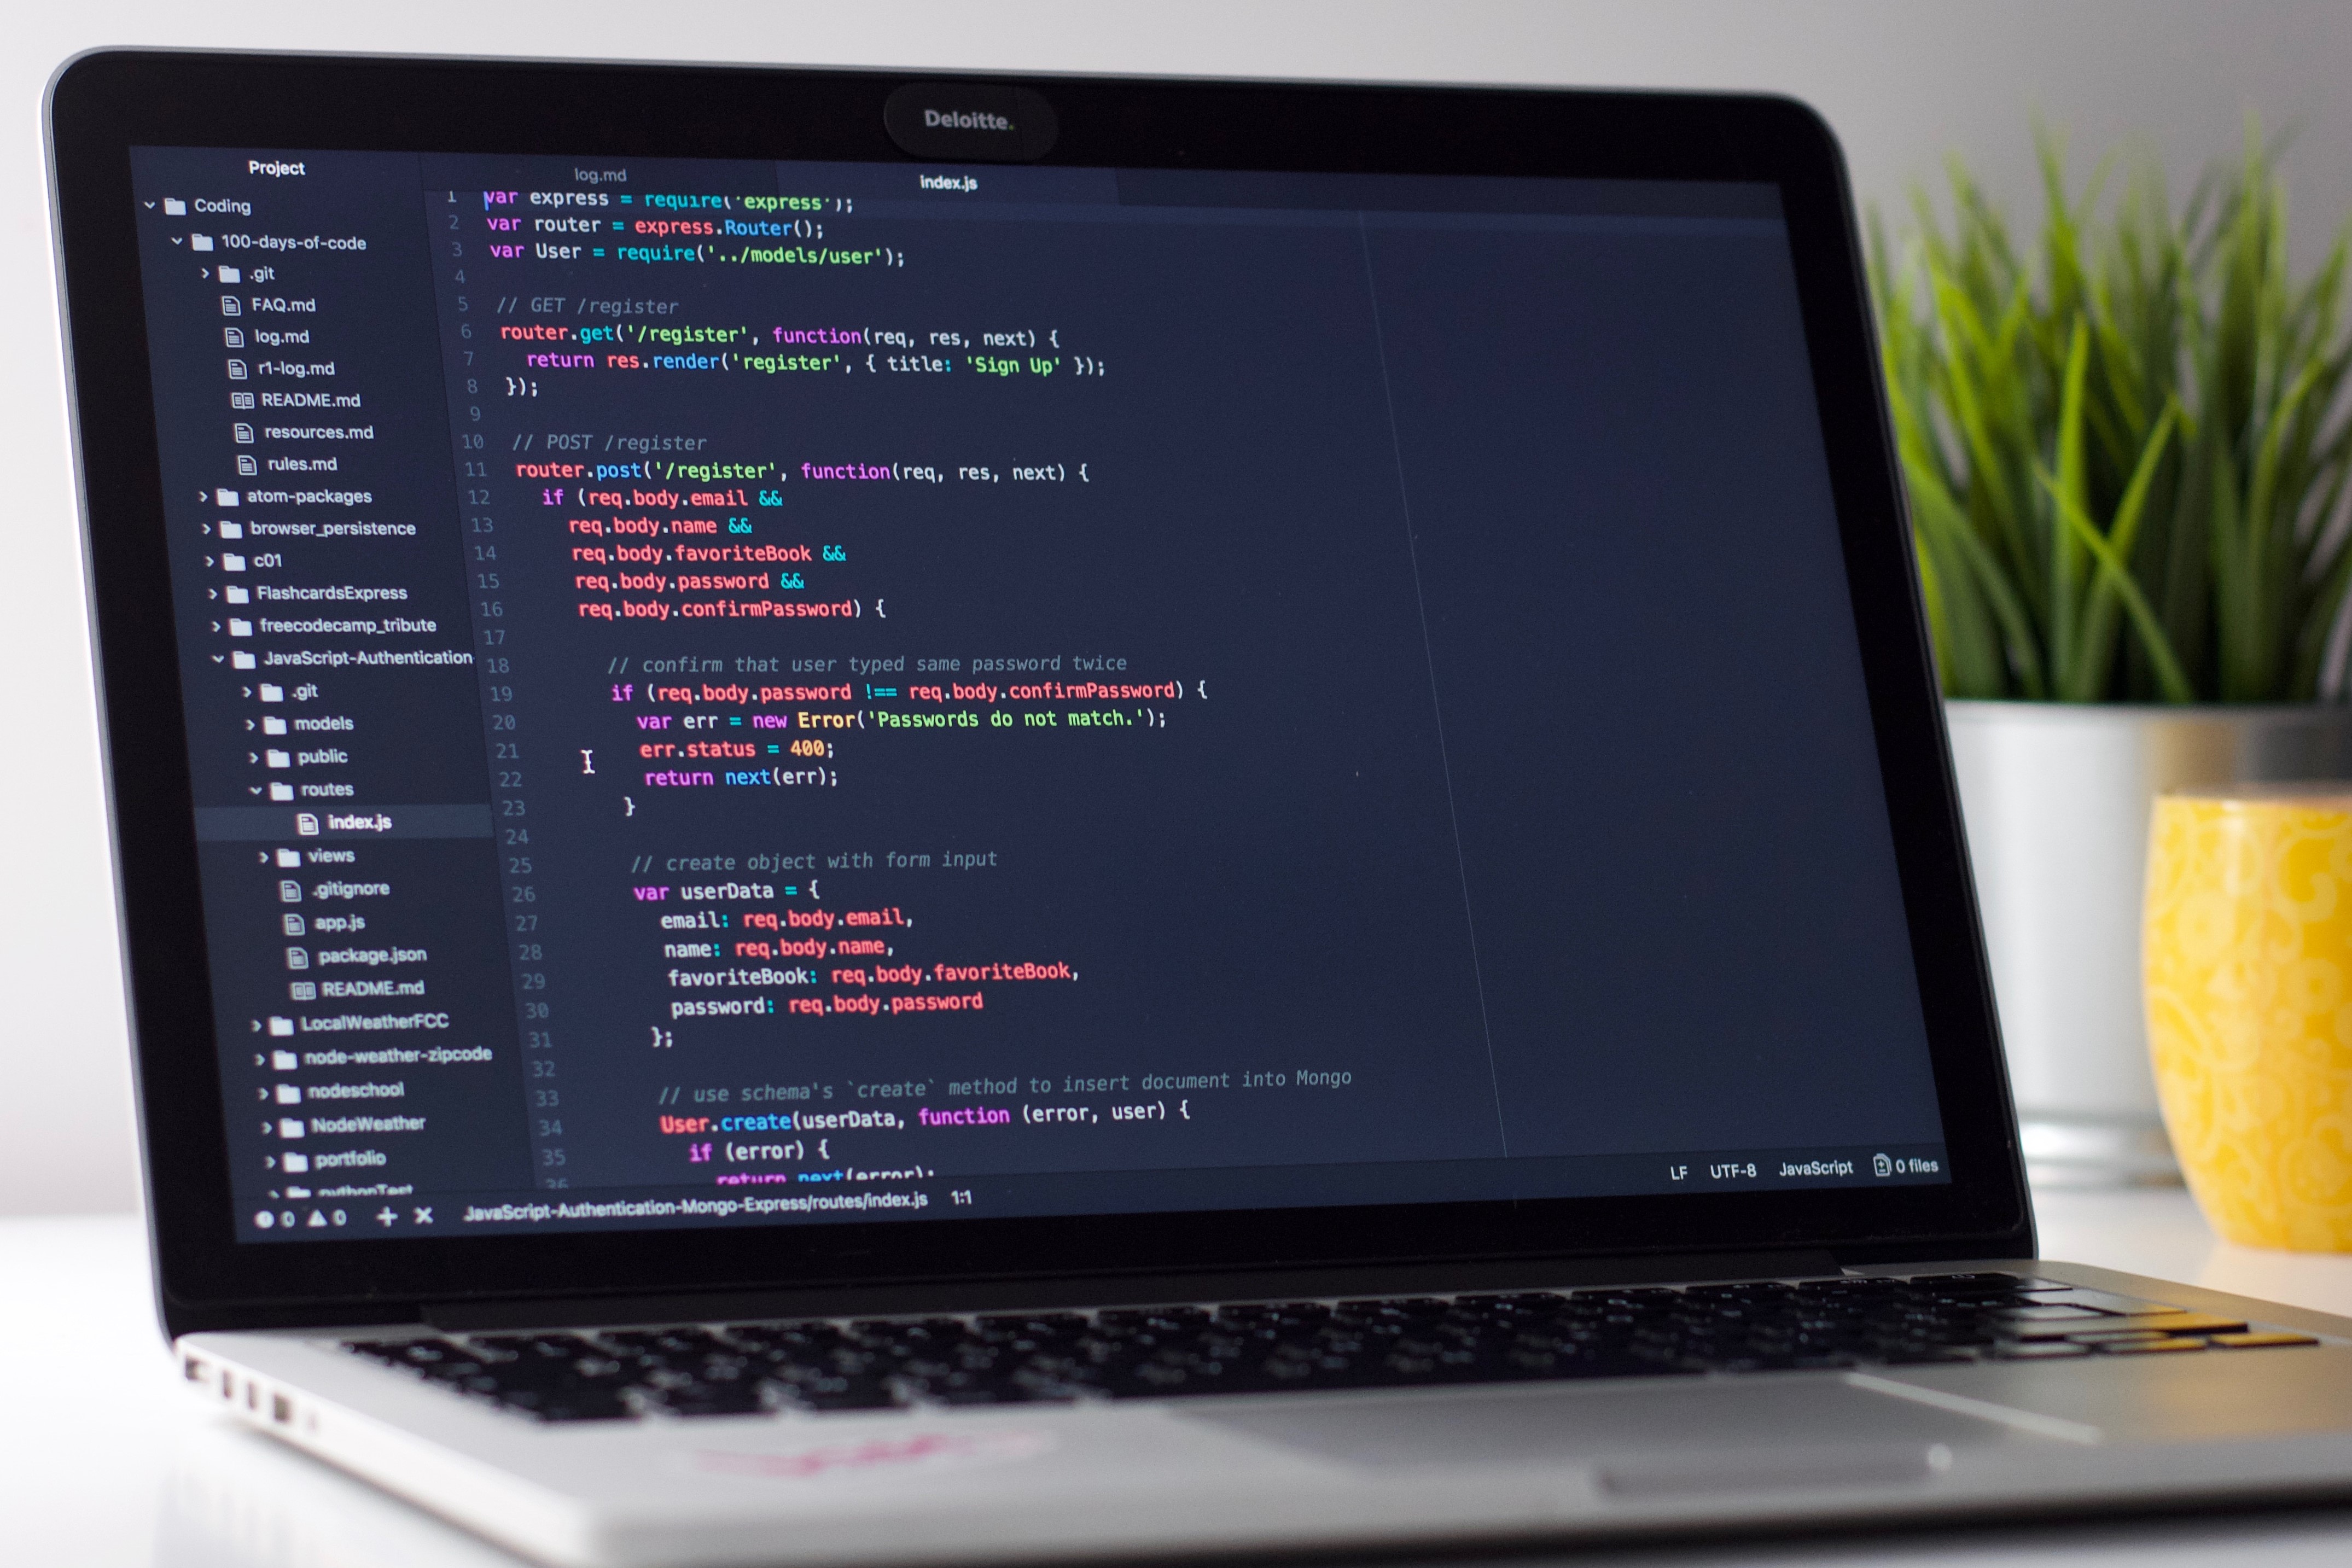 Deloitte.
Project
Coding
100-days-of-code
.git
FAQ.md
log.md
r1-log.md
README.md
resources.md
rules.md
atom-packages
browser_persistence
c01
FlashcardsExpress
freecodecamp_tribute
JavaScript-Authentication
.git
models
public
routes
index.js
views
.gitignore
app.js
package.json
README.md
LocalWeatherFCC
node-weather-zipcode
nodeschool
NodeWeather
portfolio
pythonTest
log.md
index.js
1 var express = require('express');
2 var router = express.Router();
3 var User = require('../models/user');
4
5 // GET /register
6 router.get('/register', function(req, res, next) {
7 return res.render('register', { title: 'Sign Up' });
8 });
9
10 // POST /register
11 router.post('/register', function(req, res, next) {
12 if (req.body.email &&
13 req.body.name &&
14 req.body.favoriteBook &&
15 req.body.password &&
16 req.body.confirmPassword) {
17
18 // confirm that user typed same password twice
19 if (req.body.password !== req.body.confirmPassword) {
20 var err = new Error('Passwords do not match.');
21 err.status = 400;
22 return next(err);
23 }
24
25 // create object with form input
26 var userData = {
27 email: req.body.email,
28 name: req.body.name,
29 favoriteBook: req.body.favoriteBook,
30 password: req.body.password
31 };
32
33 // use schema's `create` method to insert document into Mongo
34 User.create(userData, function (error, user) {
35 if (error) {
36 return next(error);
0 0 JavaScript-Authentication-Mongo-Express/routes/index.js 1:1 LF UTF-8 JavaScript 0 files